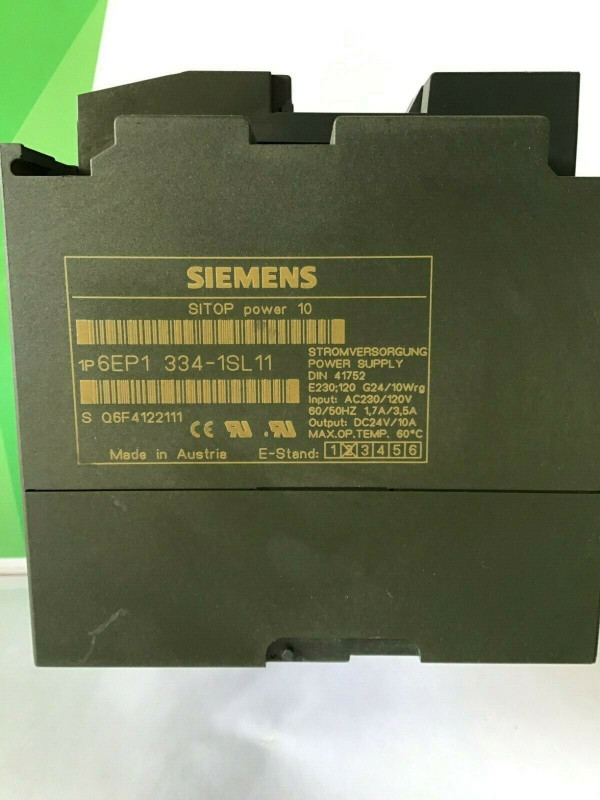 SIEMENS
SITOP power 10
1P 6EP1 334-1SL11
S Q6F4122111
STROMVERSORGUNG
POWER SUPPLY
DIN 41752
E230;120 G24/10Wrg
Input: AC230/120V
60/50HZ 1,7A/3,5A
Output: DC24V/10A
MAX.OP.TEMP. 60°C
Made in Austria E-Stand: 1 2 3 4 5 6